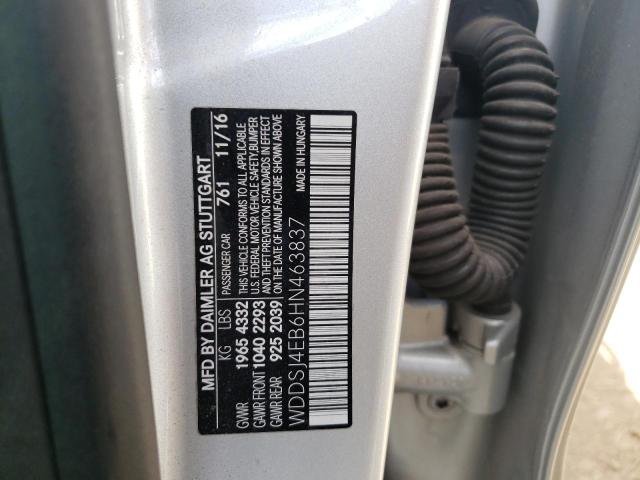 MFD BY DAIMLER AG STUTTGART
KG LBS PASSENGER CAR 761 11/16
GVWR 1965 4332 THIS VEHICLE CONFORMS TO ALL APPLICABLE
GAWR FRONT 1040 2293 U.S. FEDERAL MOTOR VEHICLE SAFETY, BUMPER
GAWR REAR 925 2039 AND THEFT PREVENTION STANDARDS IN EFFECT
ON THE DATE OF MANUFACTURE SHOWN ABOVE
WDDSJ4EB6HN463837 MADE IN HUNGARY